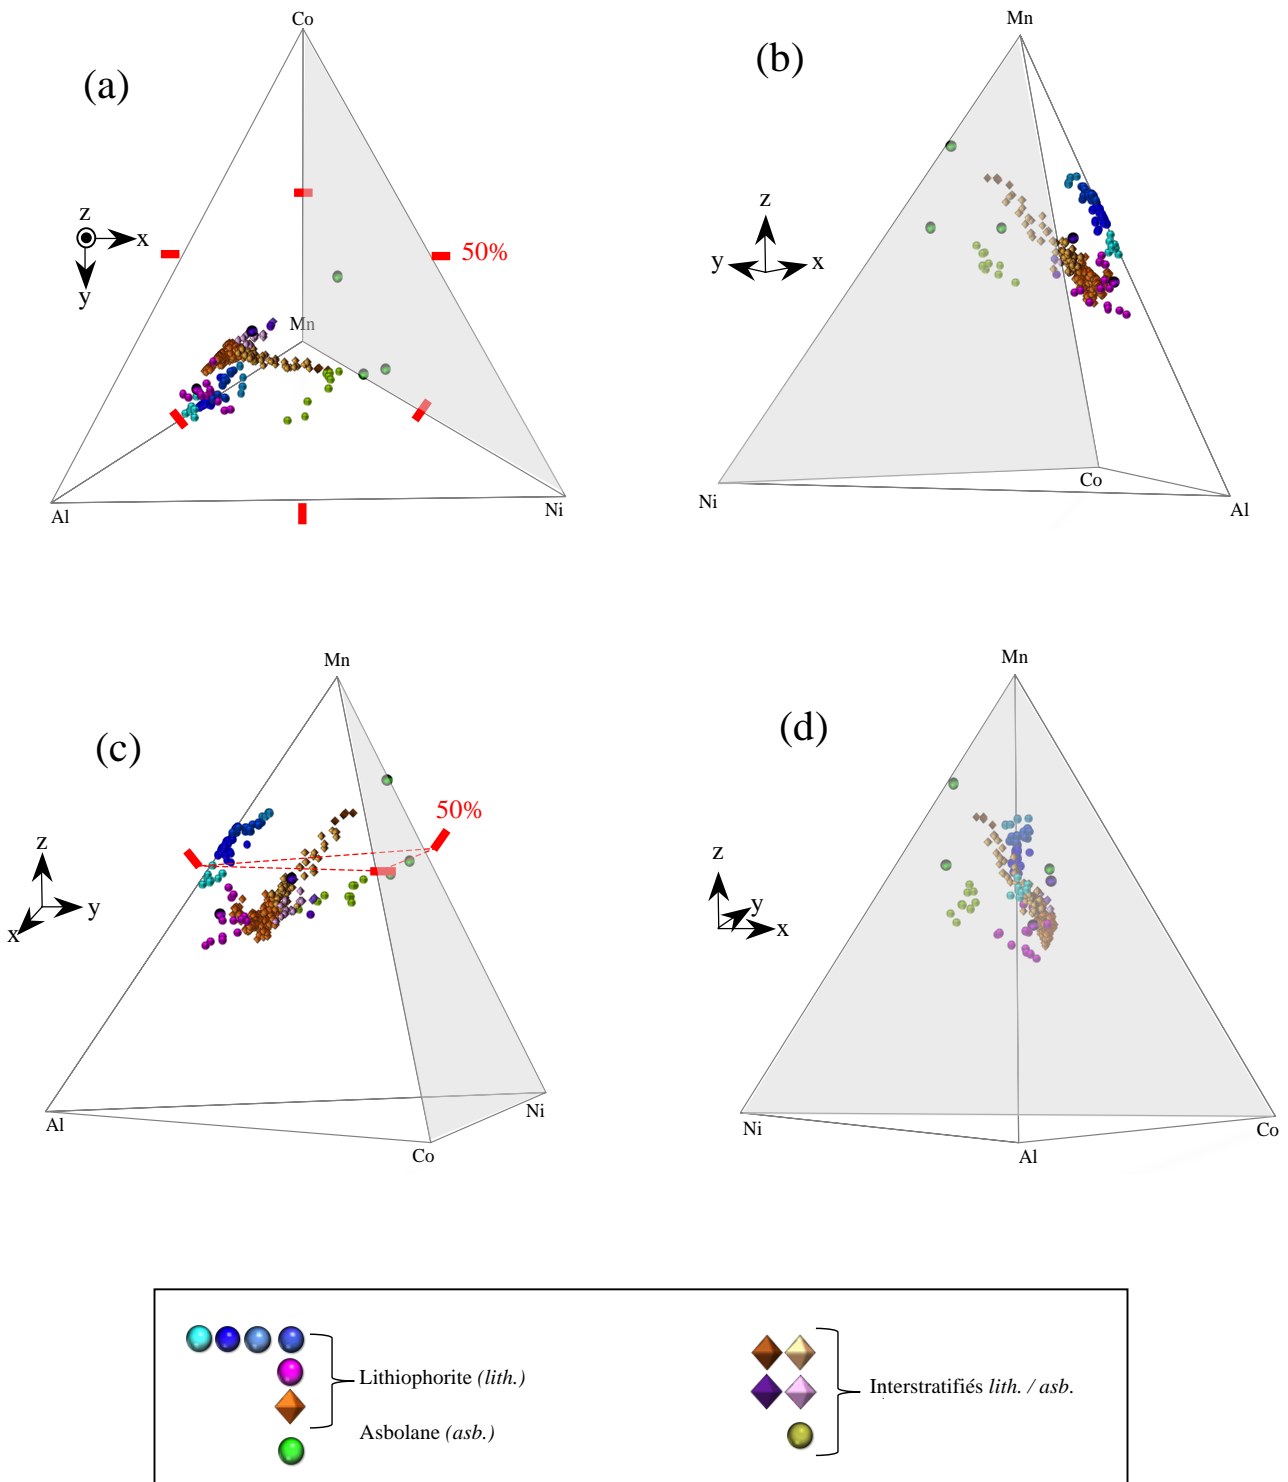 Co
(a)
z
x
y
50%
Mn
Al
Ni
Mn
(b)
z
y
x
Ni
Co
Al
Mn
(c)
50%
z
y
x
Al
Ni
Co
Mn
(d)
z
y
x
Ni
Al
Co
Lithiophorite (lith.)
Asbolane (asb.)
Interstratifiés lith. / asb.